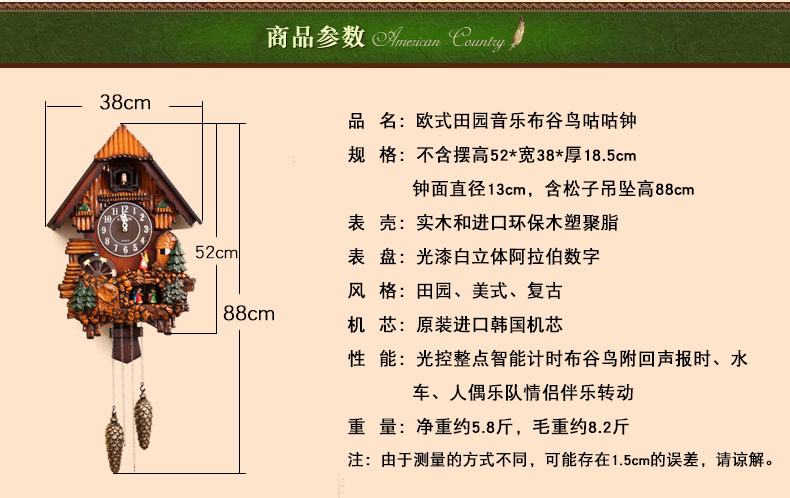 商品参数 American Country
38cm
52cm
88cm
品 名：欧式田园音乐布谷鸟咕咕钟
规 格：不含摆高52*宽38*厚18.5cm
钟面直径13cm，含松子吊坠高88cm
表 壳：实木和进口环保木塑聚脂
表 盘：光漆白立体阿拉伯数字
风 格：田园、美式、复古
机 芯：原装进口韩国机芯
性 能：光控整点智能计时布谷鸟附回声报时、水
车、人偶乐队情侣伴乐转动
重 量：净重约5.8斤，毛重约8.2斤
注：由于测量的方式不同，可能存在1.5cm的误差，请谅解。